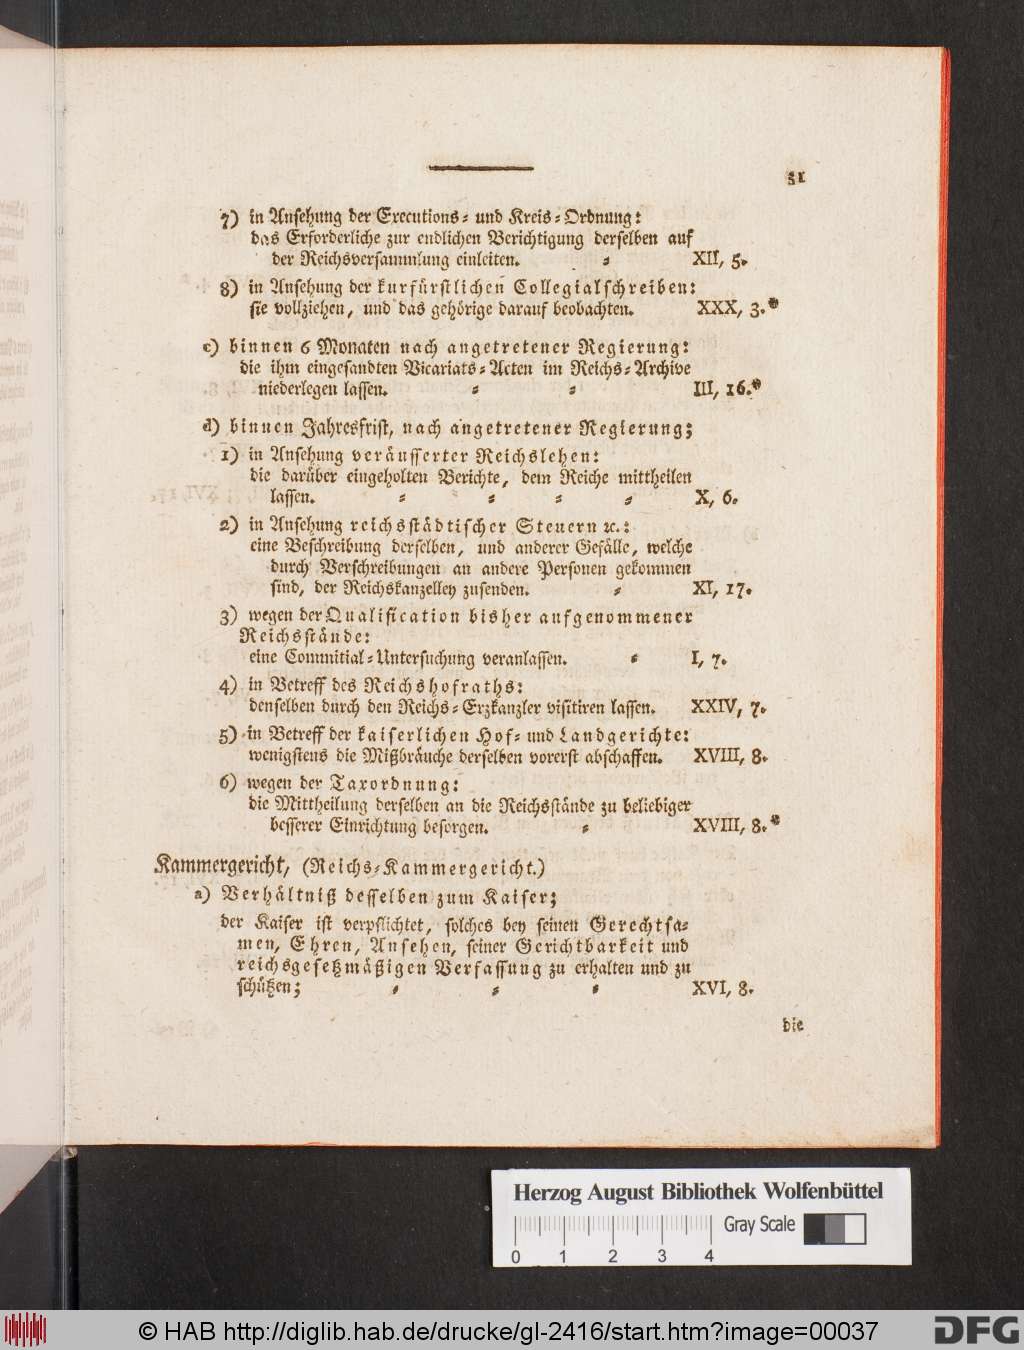 31
7) in Ansehung der Executions- und Kreis-Ordnung:
das Erforderliche zur endlichen Berichtigung derselben auf
der Reichsversammlung einleiten. - XII, 5.
8) in Ansehung der kurfürstlichen Collegialschreiben:
sie vollziehen, und das gehörige darauf beobachten. XXX, 3.*
c) binnen 6 Monaten nach angetretener Regierung:
die ihm eingesandten Vicariats-Acten im Reichs-Archive
niederlegen lassen. - - III, 16.*
d) binnen Jahresfrist, nach angetretener Regierung;
1) in Ansehung veräusserter Reichslehen:
die darüber eingeholten Berichte, dem Reiche mittheilen
lassen. - - - - X, 6.
2) in Ansehung reichsstädtischer Steuern ꝛc.:
eine Beschreibung derselben, und anderer Gefälle, welche
durch Verschreibungen an andere Personen gekommen
sind, der Reichskanzelley zusenden. - XI, 17.
3) wegen der Qualification bisher aufgenommener
Reichsstände:
eine Comitial-Untersuchung veranlassen. - I, 7.
4) in Betreff des Reichshofraths:
denselben durch den Reichs-Erzkanzler visitiren lassen. XXIV, 7.
5) in Betreff der kaiserlichen Hof- und Landgerichte:
wenigstens die Mißbräuche derselben vorerst abschaffen. XVIII, 8.
6) wegen der Taxordnung:
die Mittheilung derselben an die Reichsstände zu beliebiger
besserer Einrichtung besorgen. - XVIII, 8.*
Kammergericht, (Reichs-Kammergericht.)
a) Verhältniß desselben zum Kaiser;
der Kaiser ist verpflichtet, solches bey seinen Gerechtsa-
men, Ehren, Ansehen, seiner Gerichtbarkeit und
reichsgesetzmäßigen Verfassung zu erhalten und zu
schützen; - - - XVI, 8.
die
Herzog August Bibliothek Wolfenbüttel
Gray Scale
0 1 2 3 4
© HAB http://diglib.hab.de/drucke/gl-2416/start.htm?image=00037
DFG